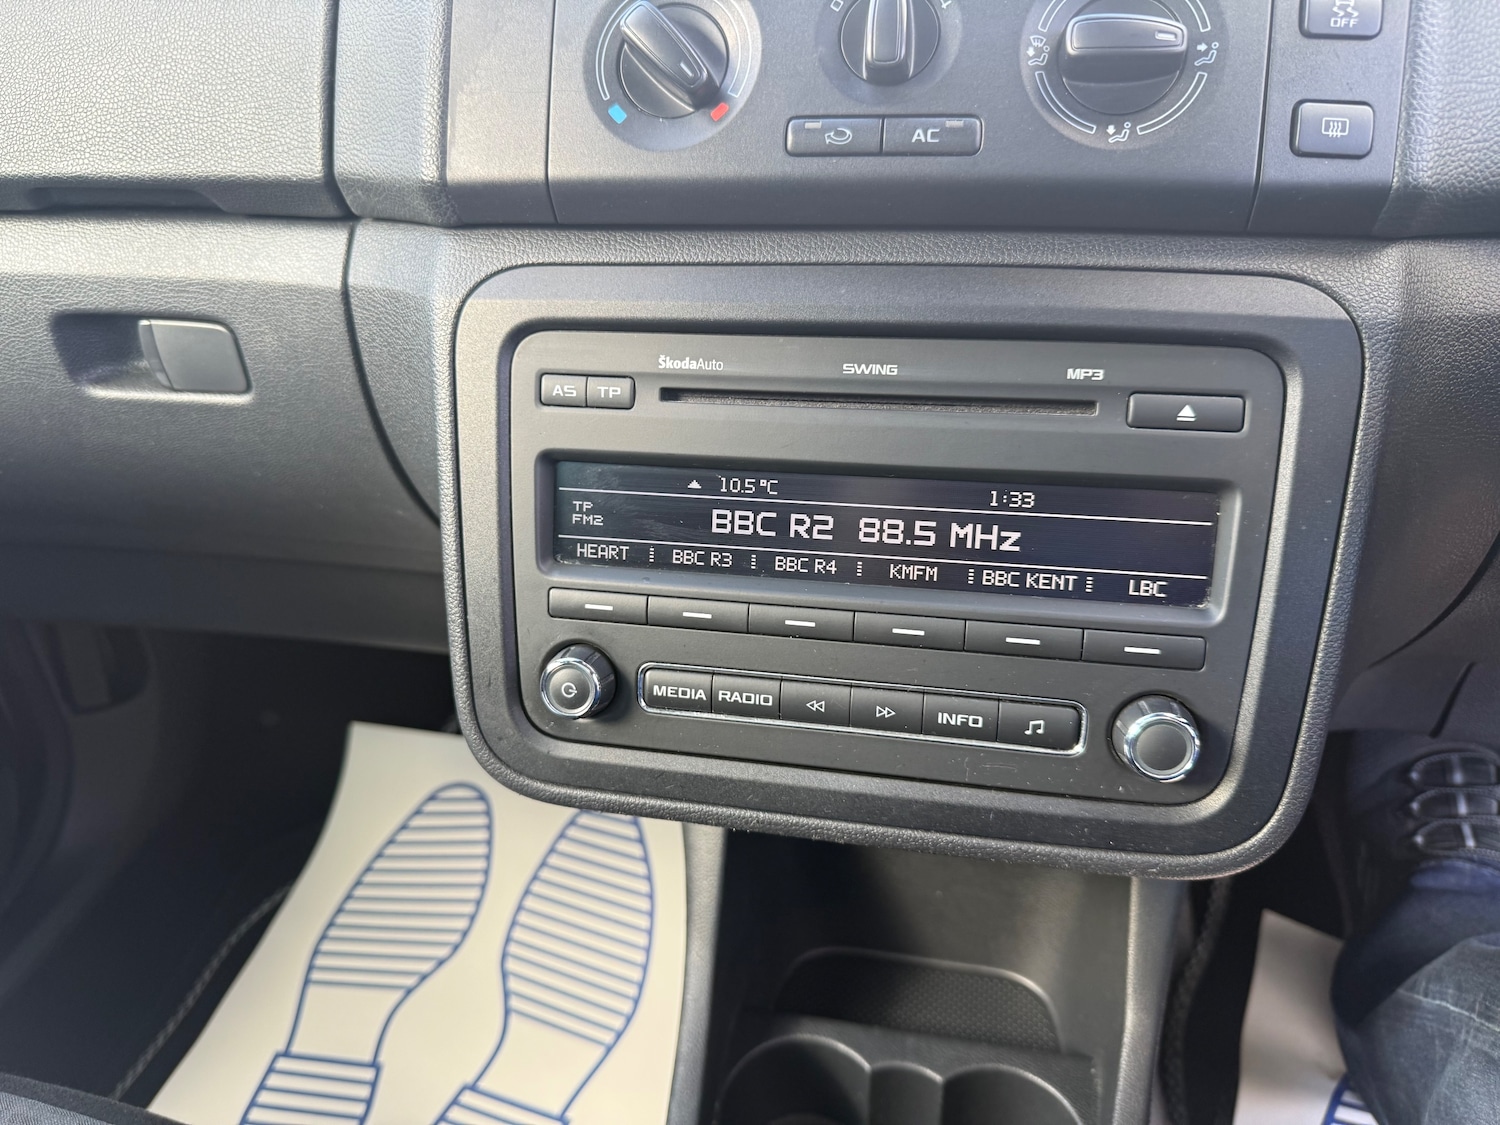 OFF
AC
ŠkodaAuto SWING MP3
AS TP
10.5°C 1:33
TP
FM2
BBC R2 88.5 MHz
HEART BBC R3 BBC R4 KMFM BBC KENT LBC
MEDIA RADIO INFO